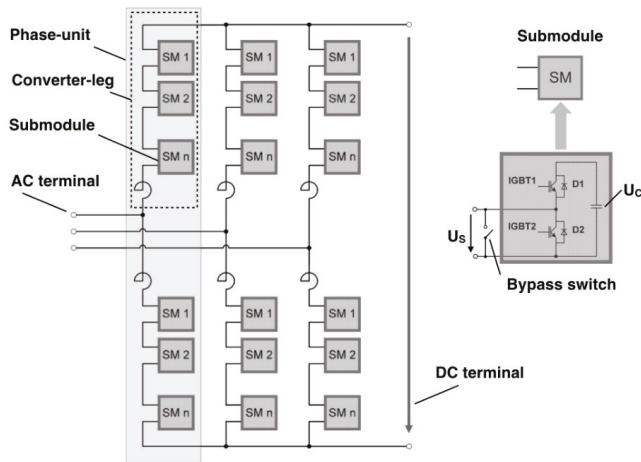 Phase-unit
Converter-leg
Submodule
AC terminal
SM 1
SM 1
SM 1
SM 2
SM 2
SM 2
SM n
SM n
SM n
SM 1
SM 1
SM 1
SM 2
SM 2
SM 2
SM n
SM n
SM n
DC terminal
Submodule
SM
IGBT1
D1
UC
IGBT2
D2
US
Bypass switch